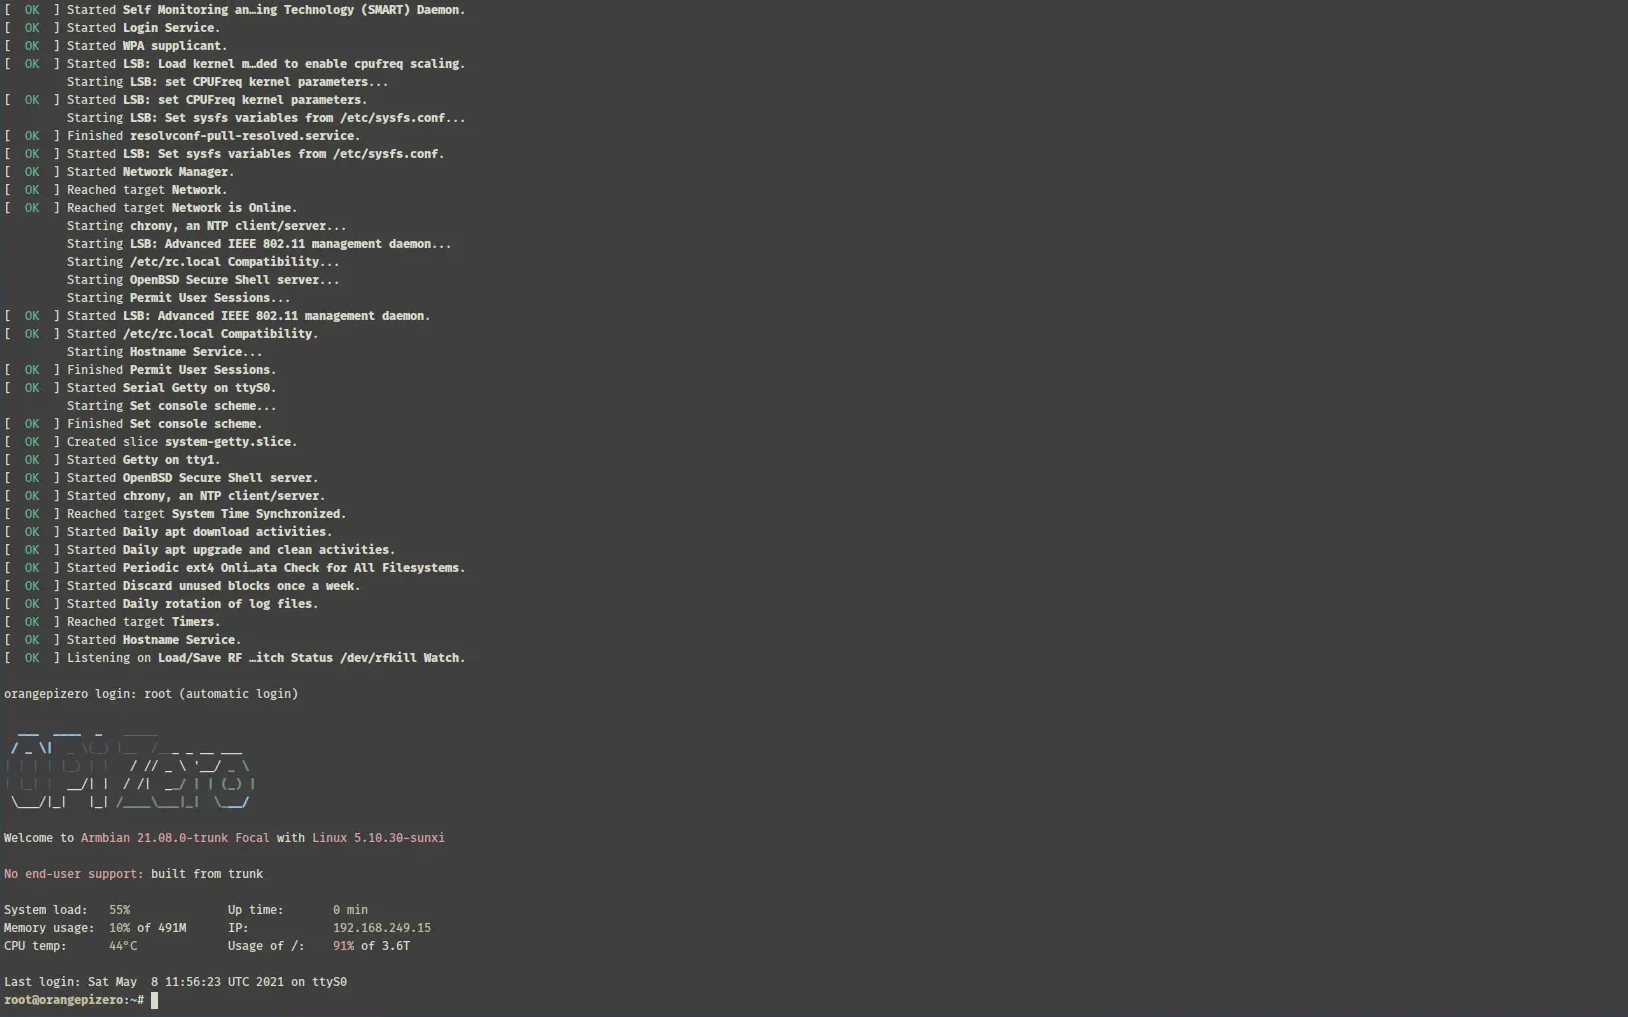 [  OK  ] Started Self Monitoring an…ing Technology (SMART) Daemon.
[  OK  ] Started Login Service.
[  OK  ] Started WPA supplicant.
[  OK  ] Started LSB: Load kernel m…ded to enable cpufreq scaling.
         Starting LSB: set CPUFreq kernel parameters...
[  OK  ] Started LSB: set CPUFreq kernel parameters.
         Starting LSB: Set sysfs variables from /etc/sysfs.conf...
[  OK  ] Finished resolvconf-pull-resolved.service.
[  OK  ] Started LSB: Set sysfs variables from /etc/sysfs.conf.
[  OK  ] Started Network Manager.
[  OK  ] Reached target Network.
[  OK  ] Reached target Network is Online.
         Starting chrony, an NTP client/server...
         Starting LSB: Advanced IEEE 802.11 management daemon...
         Starting /etc/rc.local Compatibility...
         Starting OpenBSD Secure Shell server...
         Starting Permit User Sessions...
[  OK  ] Started LSB: Advanced IEEE 802.11 management daemon.
[  OK  ] Started /etc/rc.local Compatibility.
         Starting Hostname Service...
[  OK  ] Finished Permit User Sessions.
[  OK  ] Started Serial Getty on ttyS0.
         Starting Set console scheme...
[  OK  ] Finished Set console scheme.
[  OK  ] Created slice system-getty.slice.
[  OK  ] Started Getty on tty1.
[  OK  ] Started OpenBSD Secure Shell server.
[  OK  ] Started chrony, an NTP client/server.
[  OK  ] Reached target System Time Synchronized.
[  OK  ] Started Daily apt download activities.
[  OK  ] Started Daily apt upgrade and clean activities.
[  OK  ] Started Periodic ext4 Onli…ata Check for All Filesystems.
[  OK  ] Started Discard unused blocks once a week.
[  OK  ] Started Daily rotation of log files.
[  OK  ] Reached target Timers.
[  OK  ] Started Hostname Service.
[  OK  ] Listening on Load/Save RF …itch Status /dev/rfkill Watch.
orangepizero login: root (automatic login)
OPi Zero
Welcome to Armbian 21.08.0-trunk Focal with Linux 5.10.30-sunxi
No end-user support: built from trunk
System load:   55%              Up time:       0 min
Memory usage:  10% of 491M      IP:            192.168.249.15
CPU temp:      44°C             Usage of /:    91% of 3.6T
Last login: Sat May  8 11:56:23 UTC 2021 on ttyS0
root@orangepizero:~#